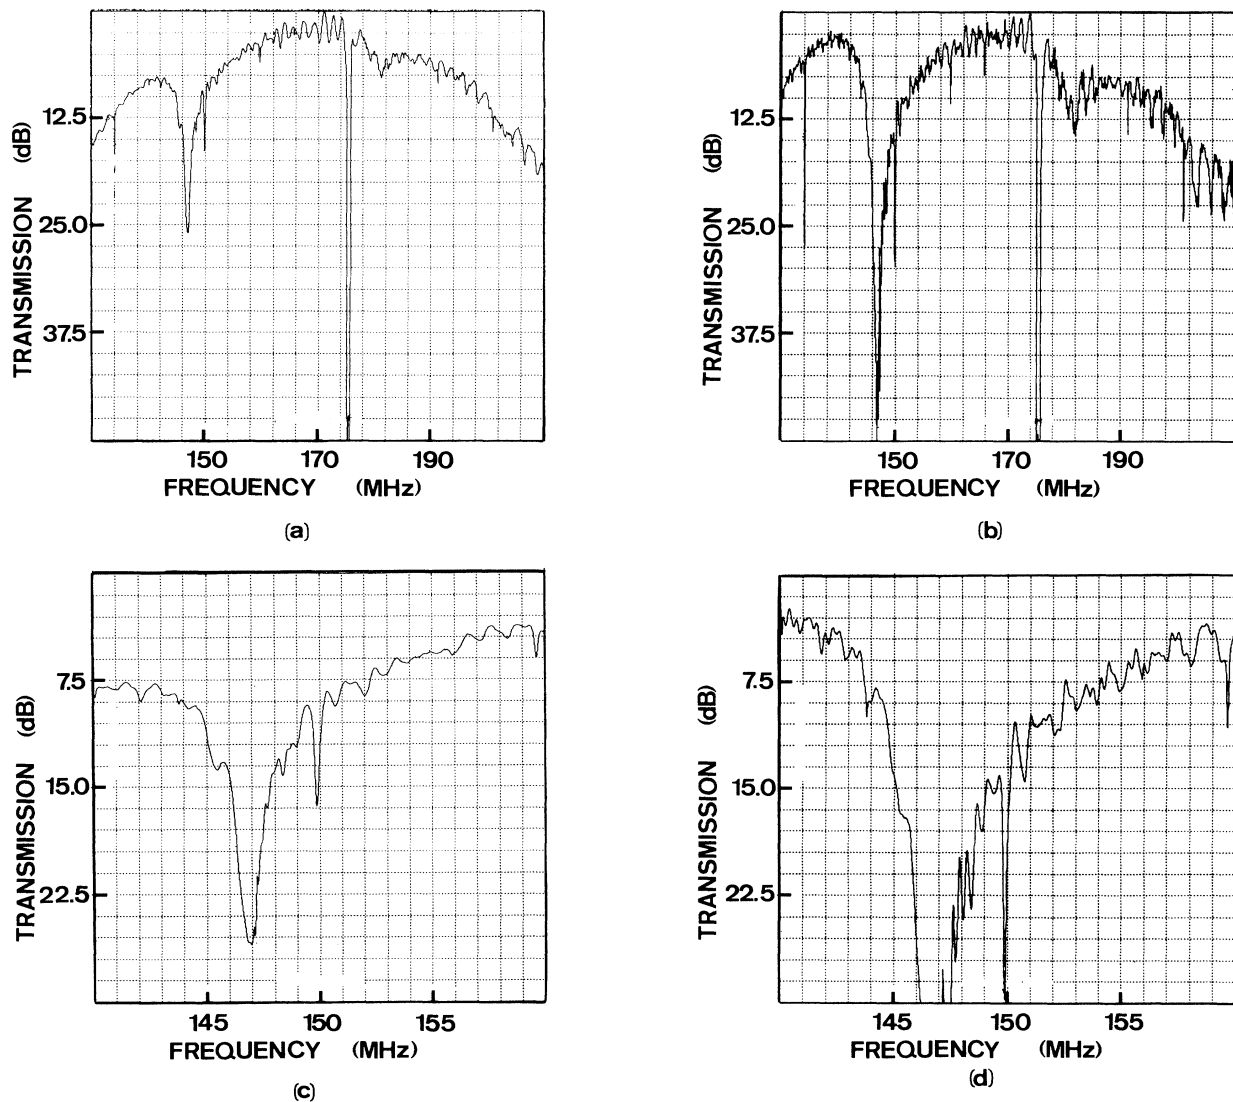 TRANSMISSION (dB)
12.5
25.0
37.5
150 170 190
FREQUENCY (MHz)
(a)
TRANSMISSION (dB)
12.5
25.0
37.5
150 170 190
FREQUENCY (MHz)
(b)
TRANSMISSION (dB)
7.5
15.0
22.5
145 150 155
FREQUENCY (MHz)
(c)
TRANSMISSION (dB)
7.5
15.0
22.5
145 150 155
FREQUENCY (MHz)
(d)